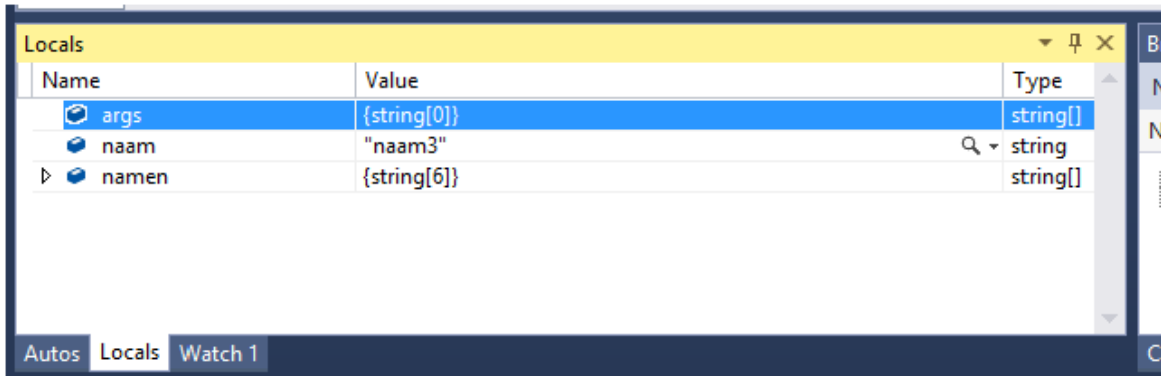 Locals
Name Value Type
args {string[0]} string[]
naam "naam3" string
namen {string[6]} string[]
Autos Locals Watch 1